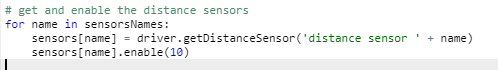 # get and enable the distance sensors
for name in sensorsNames:
    sensors[name] = driver.getDistanceSensor('distance sensor ' + name)
    sensors[name].enable(10)